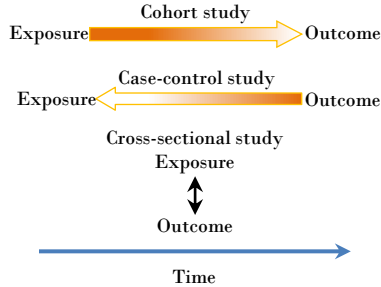 Cohort study
Exposure Outcome
Case-control study
Exposure Outcome
Cross-sectional study
Exposure
Outcome
Time